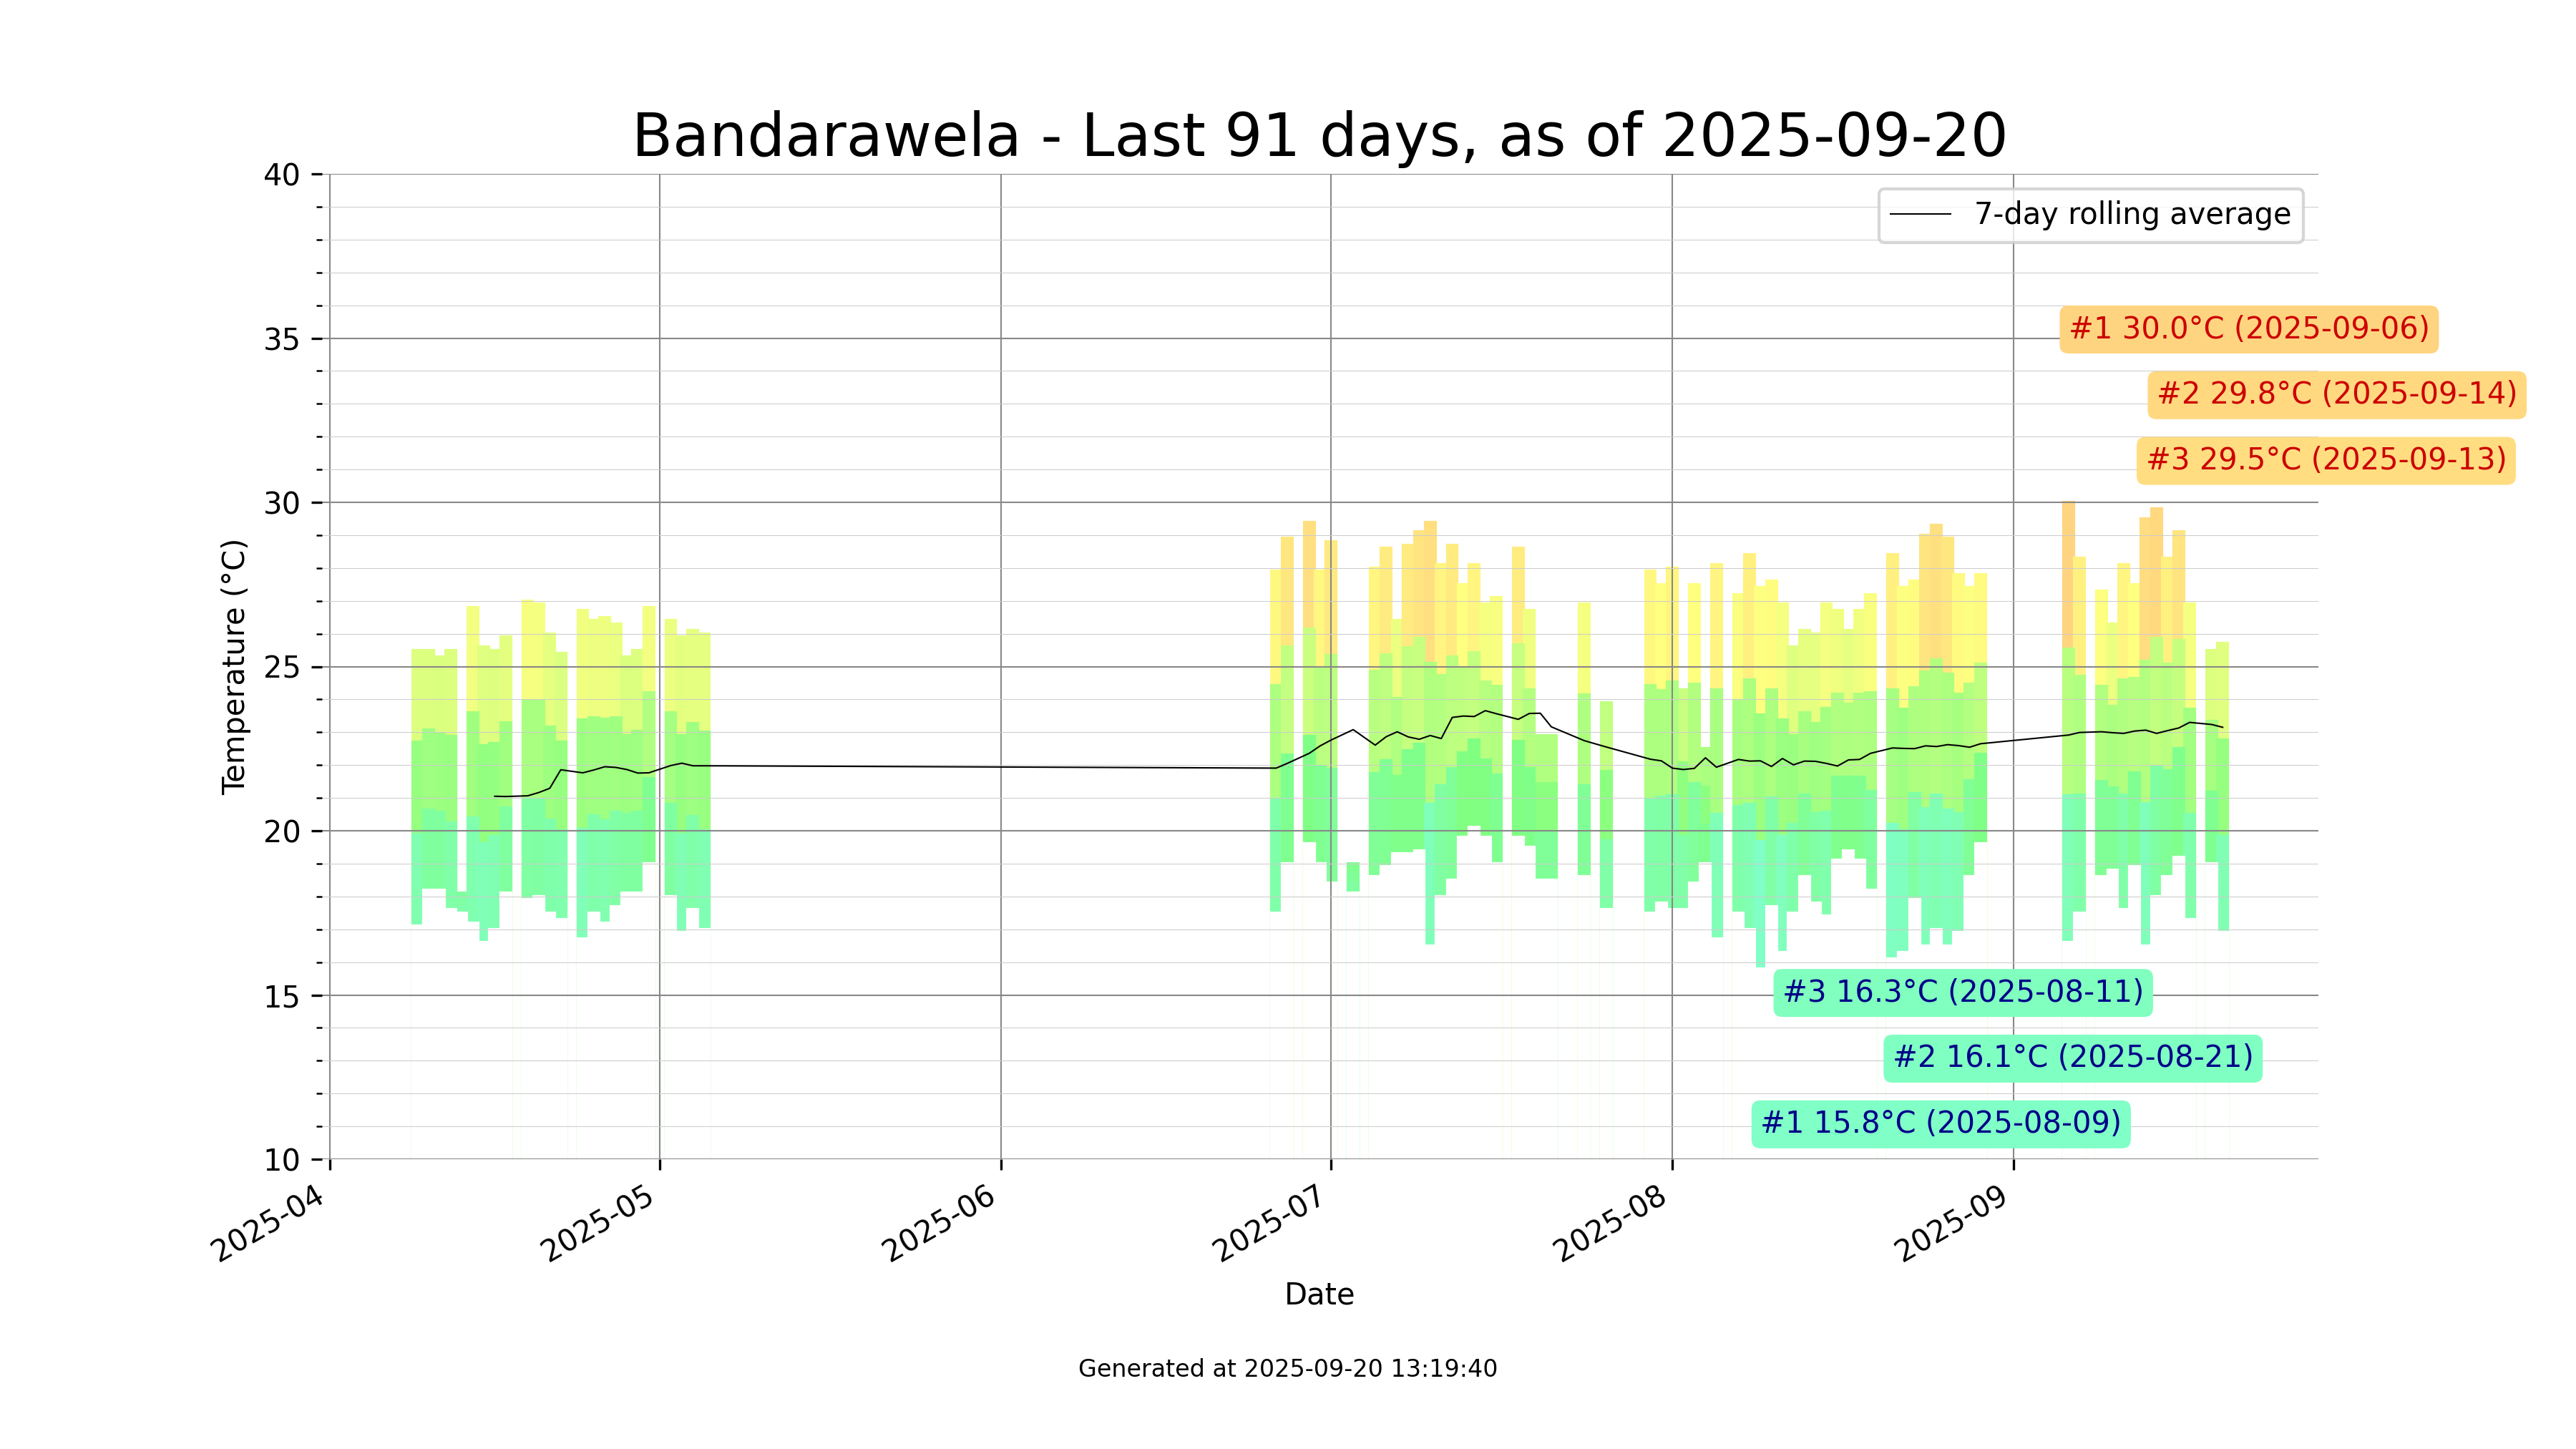 Bandarawela - Last 91 days, as of 2025-09-20
40
35
30
25
20
15
10
Temperature (°C)
7-day rolling average
#1 30.0°C (2025-09-06)
#2 29.8°C (2025-09-14)
#3 29.5°C (2025-09-13)
#3 16.3°C (2025-08-11)
#2 16.1°C (2025-08-21)
#1 15.8°C (2025-08-09)
2025-04
2025-05
2025-06
2025-07
2025-08
2025-09
Date
Generated at 2025-09-20 13:19:40